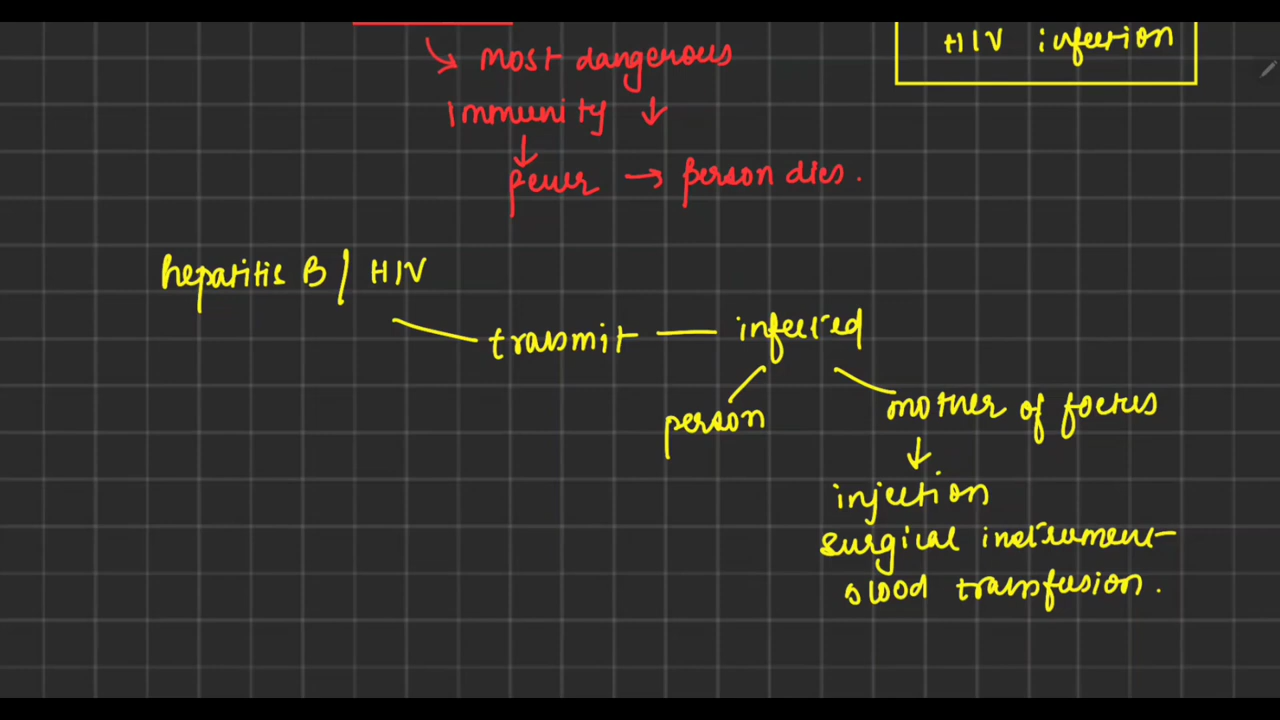 HIV infection
↳ most dangerous
Immunity ↓
↓
fever → person dies.
hepatitis B / HIV
transmit — infected
person
mother of foetus
↓
injection
surgical instrument
blood transfusion.